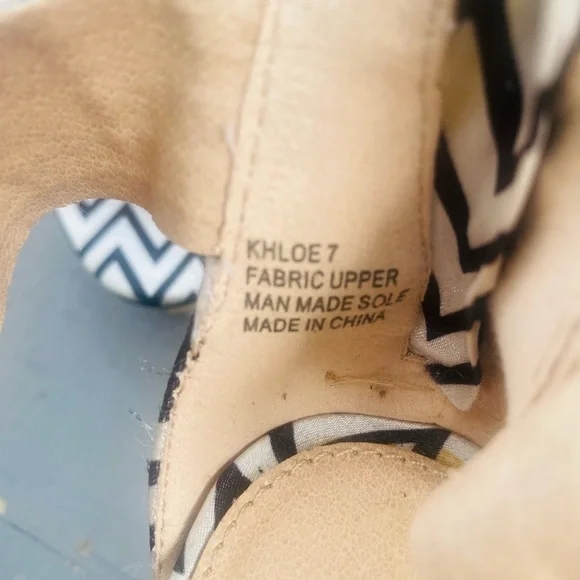 KHLOE 7
FABRIC UPPER
MAN MADE SOLE
MADE IN CHINA